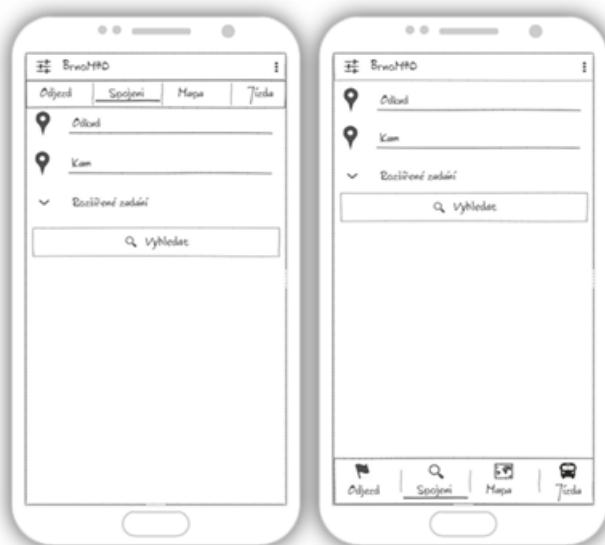 BrnoMHD
Odjezd Spojení Mapa Jízda
Odkud
Kam
Rozšířené zadání
Vyhledat
BrnoMHD
Odkud
Kam
Rozšířené zadání
Vyhledat
Odjezd Spojení Mapa Jízda